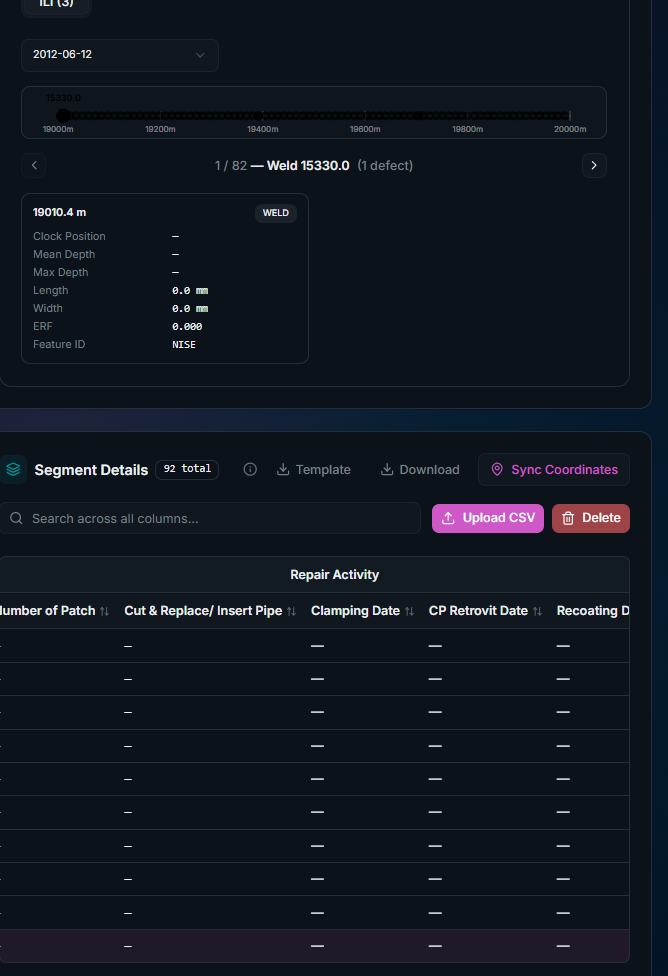 ILI (3)
2012-06-12
15330.0
19000m 19200m 19400m 19600m 19800m 20000m
1 / 82 — Weld 15330.0 (1 defect)
19010.4 m WELD
Clock Position —
Mean Depth —
Max Depth —
Length 0.0 mm
Width 0.0 mm
ERF 0.000
Feature ID NISE
Segment Details 92 total Template Download Sync Coordinates
Search across all columns... Upload CSV Delete
Repair Activity
umber of Patch Cut & Replace/ Insert Pipe Clamping Date CP Retrovit Date Recoating D
– — —  —
– — — —
– — — —
– — — —
– — — —
– — — —
– — — —
– — — —
– — — —
– — — —